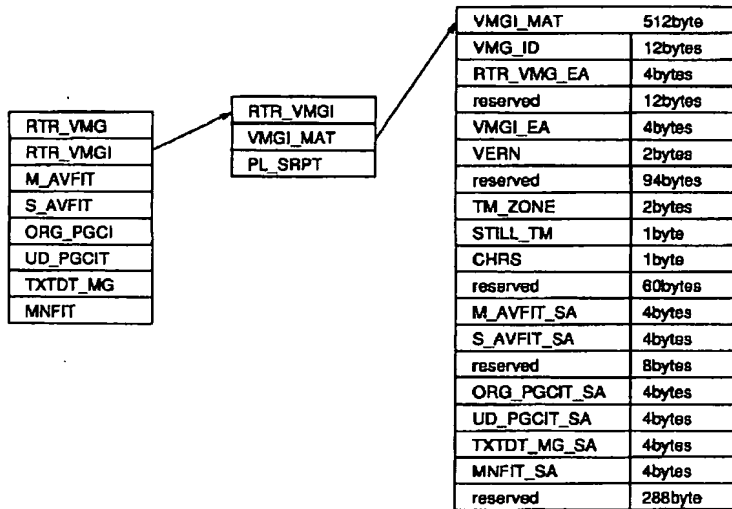 RTR_VMG
RTR_VMGI
M_AVFIT
S_AVFIT
ORG_PGCI
UD_PGCIT
TXTDT_MG
MNFIT
RTR_VMGI
VMGI_MAT
PL_SRPT
VMGI_MAT 512byte
VMG_ID 12bytes
RTR_VMG_EA 4bytes
reserved 12bytes
VMGI_EA 4bytes
VERN 2bytes
reserved 94bytes
TM_ZONE 2bytes
STILL_TM 1byte
CHRS 1byte
reserved 60bytes
M_AVFIT_SA 4bytes
S_AVFIT_SA 4bytes
reserved 8bytes
ORG_PGCIT_SA 4bytes
UD_PGCIT_SA 4bytes
TXTDT_MG_SA 4bytes
MNFIT_SA 4bytes
reserved 288byte